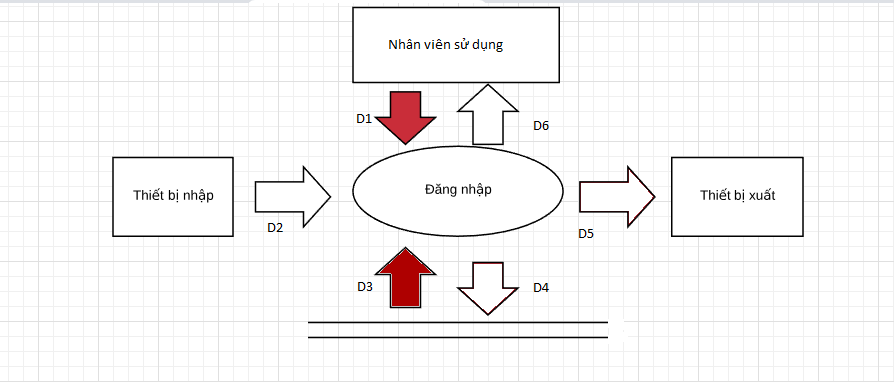 Nhân viên sử dụng
D1
D6
Thiết bị nhập
Đăng nhập
Thiết bị xuất
D2
D5
D3
D4